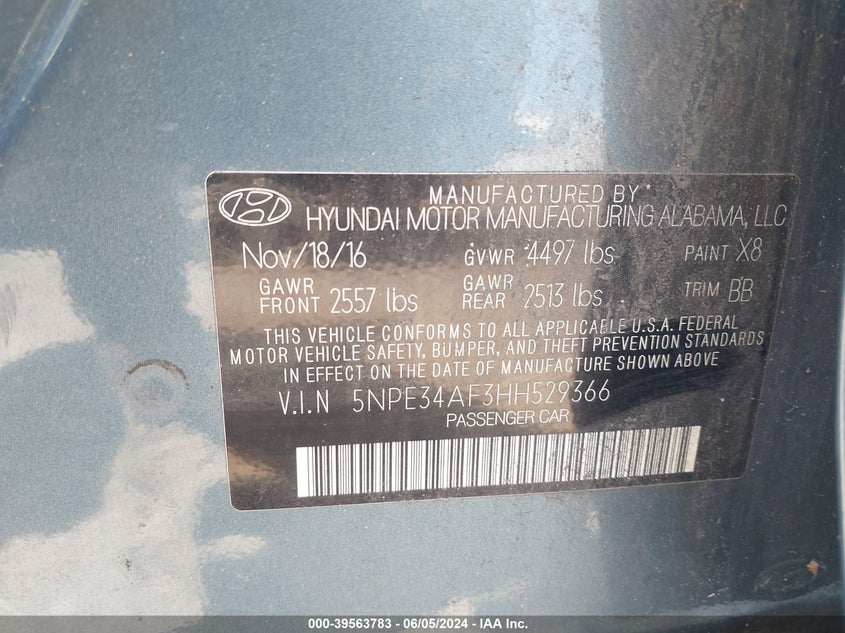 MANUFACTURED BY
HYUNDAI MOTOR MANUFACTURING ALABAMA, LLC
Nov/18/16 GVWR 4497 lbs PAINT X8
GAWR FRONT 2557 lbs GAWR REAR 2513 lbs TRIM BB
THIS VEHICLE CONFORMS TO ALL APPLICABLE U.S.A. FEDERAL
MOTOR VEHICLE SAFETY, BUMPER, AND THEFT PREVENTION STANDARDS
IN EFFECT ON THE DATE OF MANUFACTURE SHOWN ABOVE
V.I.N 5NPE34AF3HH529366
PASSENGER CAR
000-39563783 - 06/05/2024 - IAA Inc.